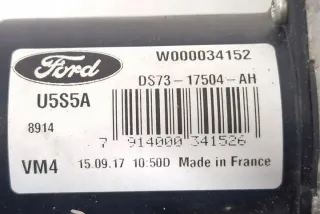 Ford
W000034152
DS73-17504-AH
U5S5A
8914
7 914000 341526
VM4 15.09.17 10:50D Made in France